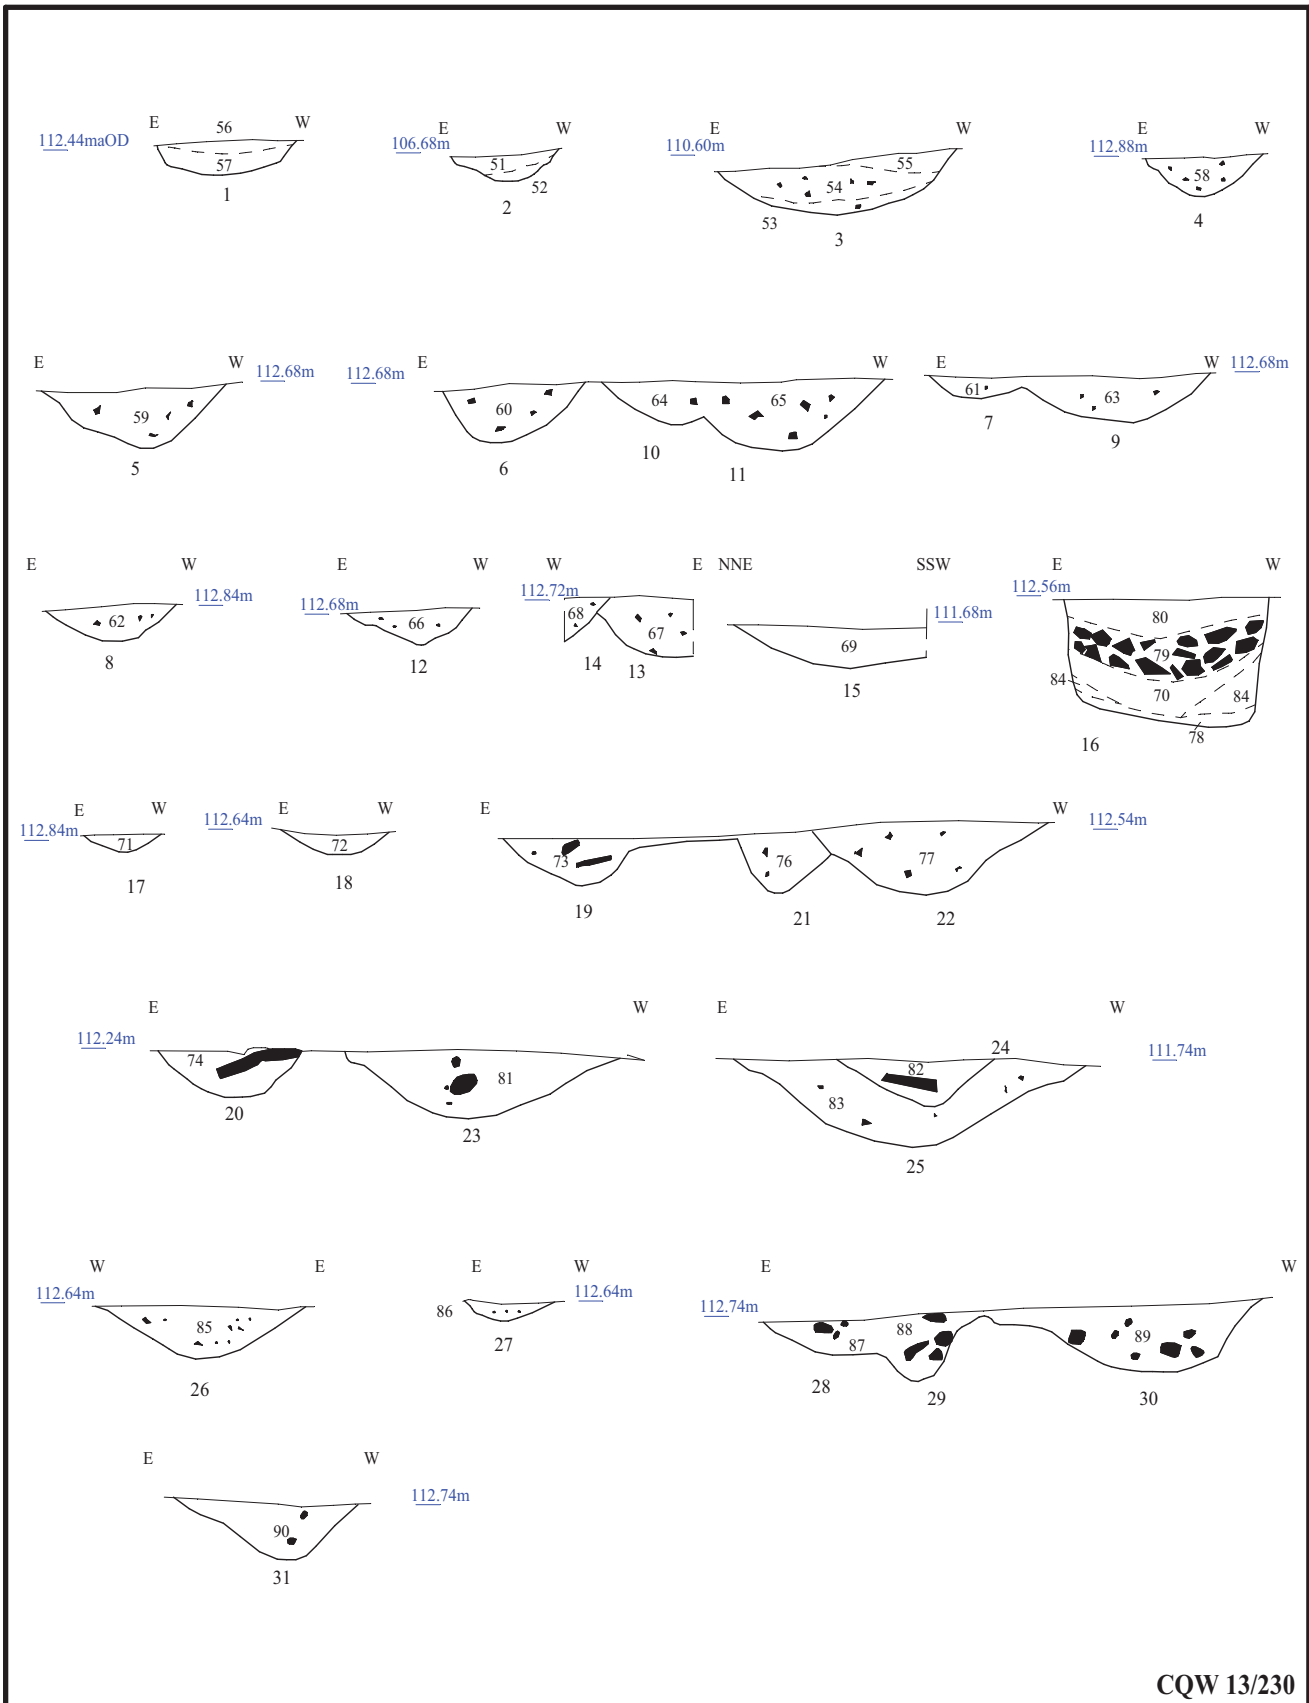 E 56 W E W E W E W
112.44maOD 106.68m 110.60m 112.88m
57 51 52 55 54 53 58
1 2 3 4
E W 112.68m 112.68m E W E W 112.68m
59 60 64 65 61 63
5 6 10 11 7 9
E W E W W E NNE SSW E W
112.84m 112.68m 112.72m 111.68m 112.56m
62 66 68 67 69 80
79
84 70 84
78
8 12 14 13 15 16
E W E W E W
112.84m 112.64m 112.54m
71 72 73 76 77
17 18 19 21 22
E W E W
112.24m 24 111.74m
74 81 82
83
20 23 25
W E E W E W
112.64m 112.64m 112.74m
85 86 87 88 89
26 27 28 29 30
E W
112.74m
90
31
CQW 13/230